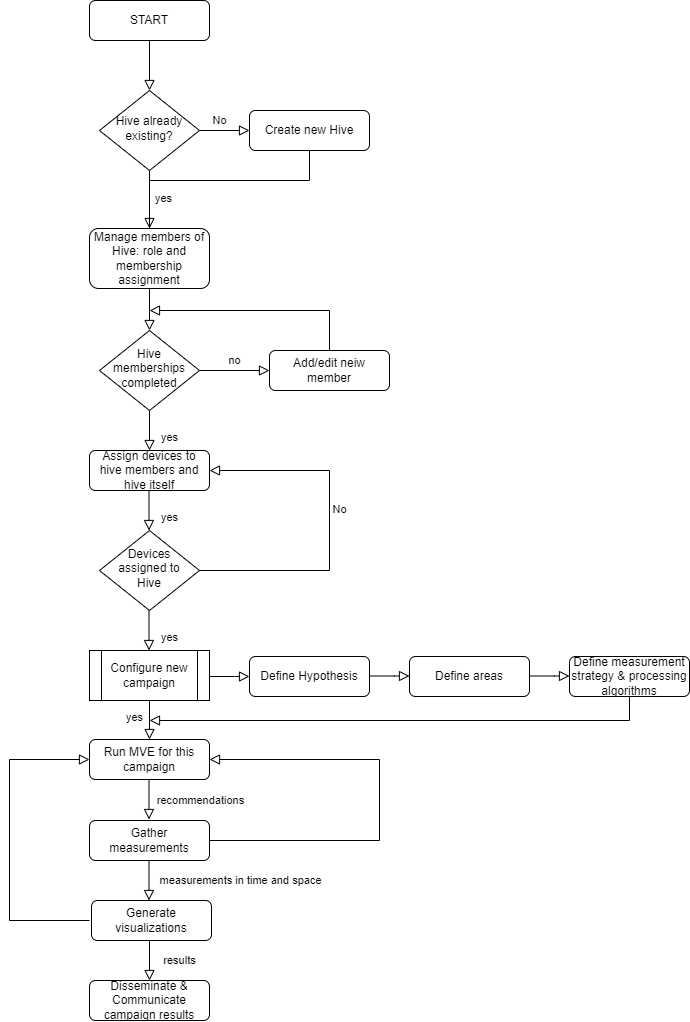 START
Hive already
existing?
No
Create new Hive
yes
Manage members of
Hive: role and
membership
assignment
Hive
memberships
completed
no
Add/edit neiw
member
yes
Assign devices to
hive members and
hive itself
yes
No
Devices
assigned to
Hive
yes
Configure new
campaign
Define Hypothesis
Define areas
Define measurement
strategy & processing
algorithms
yes
Run MVE for this
campaign
recommendations
Gather
measurements
measurements in time and space
Generate
visualizations
results
Disseminate &
Communicate
campaign results